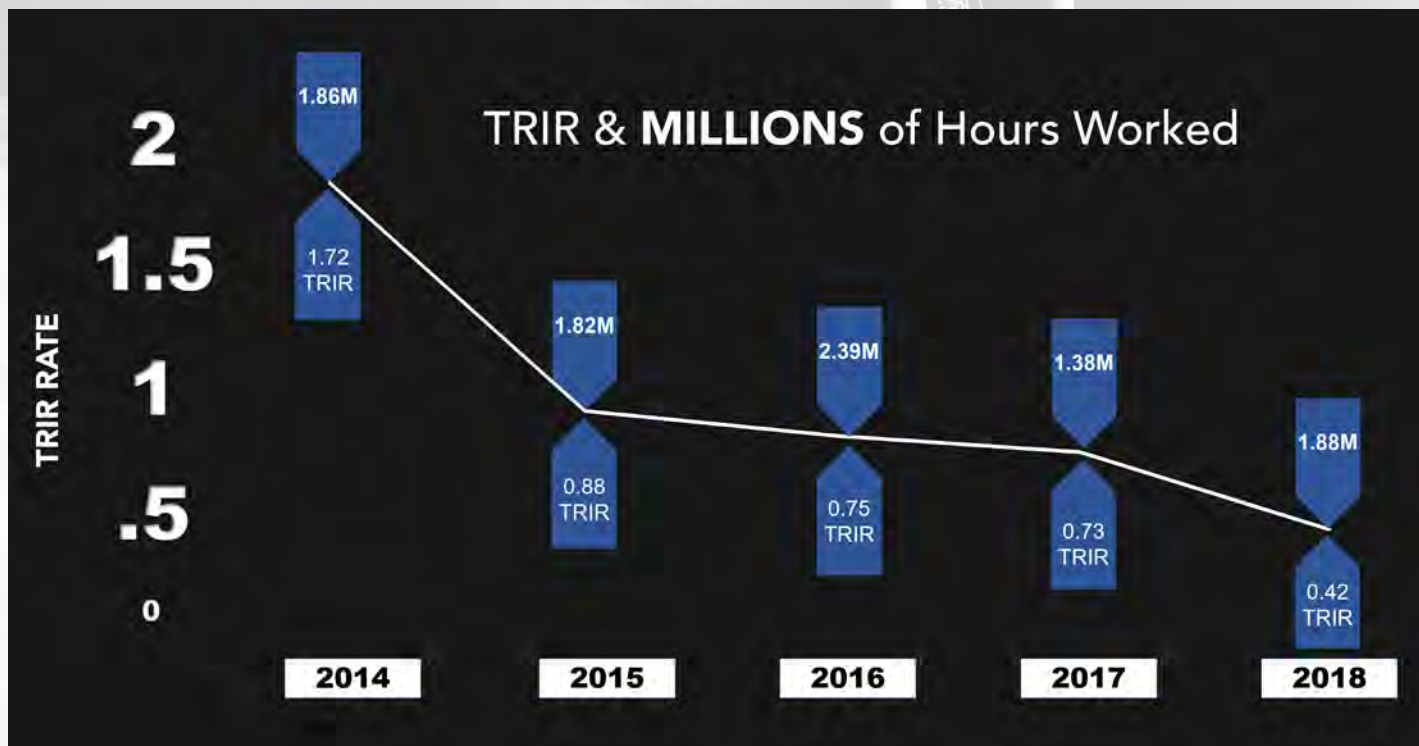 TRIR & MILLIONS of Hours Worked
TRIR RATE
2
1.5
1
.5
0
1.86M
1.72
TRIR
1.82M
0.88
TRIR
2.39M
0.75
TRIR
1.38M
0.73
TRIR
1.88M
0.42
TRIR
2014
2015
2016
2017
2018